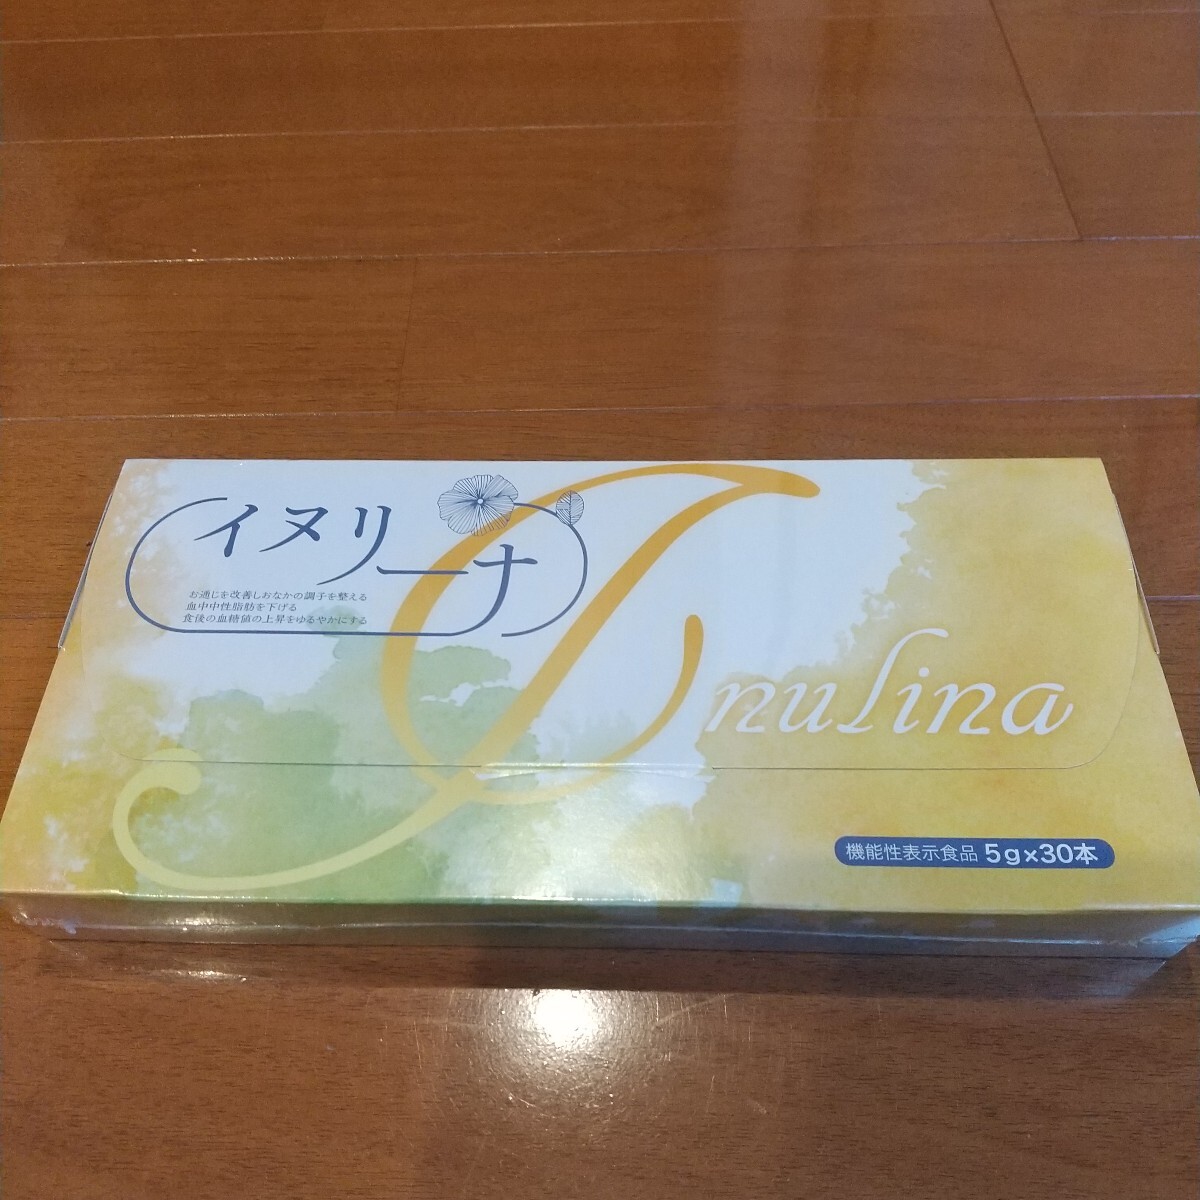 イヌリーナ
お通じを改善しおなかの調子を整える
血中中性脂肪を下げる
食後の血糖値の上昇をゆるやかにする
Inulina
機能性表示食品 5g×30本